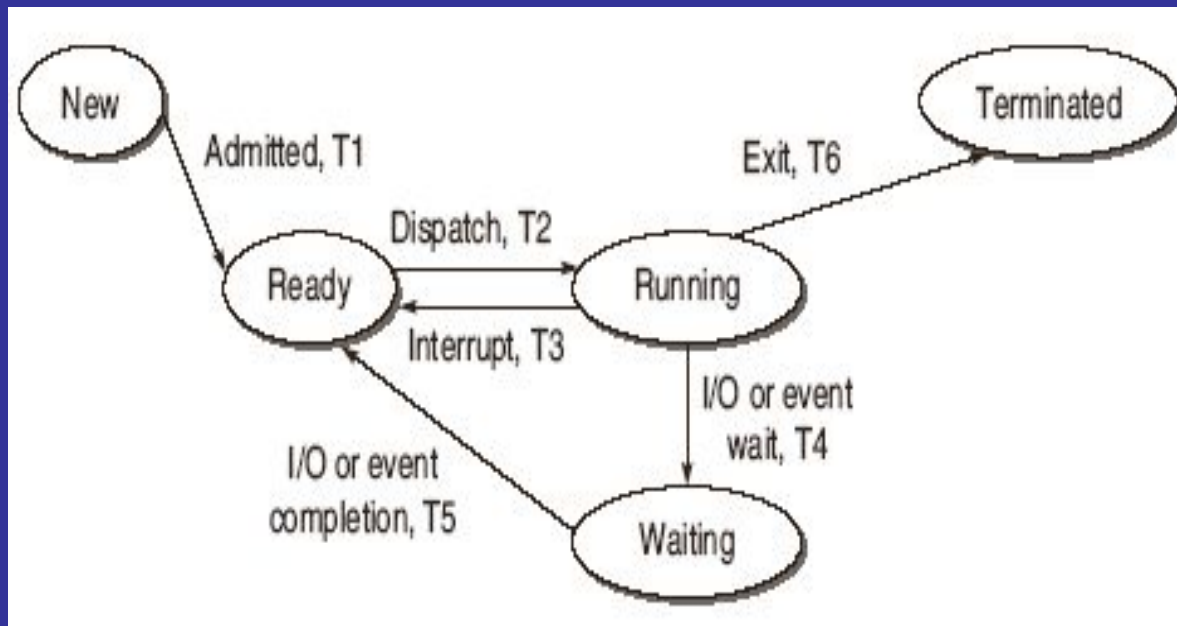 New
Terminated
Admitted, T1
Exit, T6
Dispatch, T2
Ready
Running
Interrupt, T3
I/O or event
wait, T4
I/O or event
completion, T5
Waiting